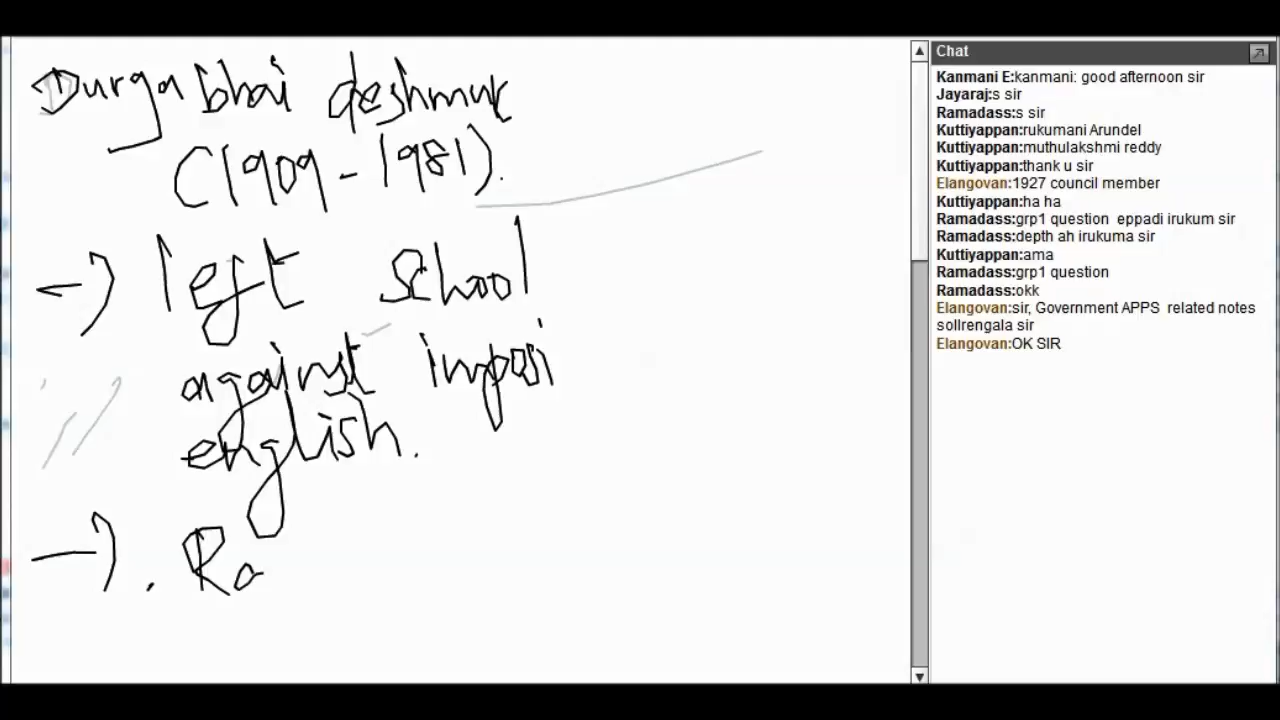 Durgabhai deshmuk
(1909-1981).
→ left School
against imposi
english.
→ . Ra
Chat
Kanmani E:kanmani: good afternoon sir
Jayaraj:s sir
Ramadass:s sir
Kuttiyappan:rukumani Arundel
Kuttiyappan:muthulakshmi reddy
Kuttiyappan:thank u sir
Elangovan:1927 council member
Kuttiyappan:ha ha
Ramadass:grp1 question eppadi irukum sir
Ramadass:depth ah irukuma sir
Kuttiyappan:ama
Ramadass:grp1 question
Ramadass:okk
Elangovan:sir, Government APPS related notes
sollrengala sir
Elangovan:OK SIR